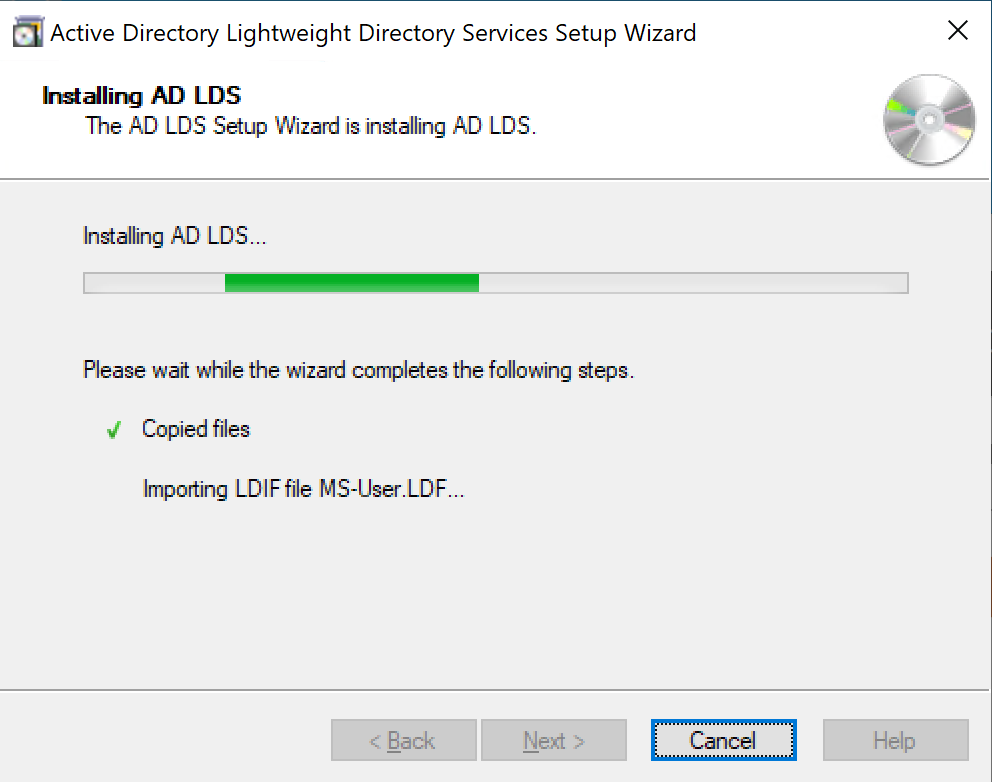 Active Directory Lightweight Directory Services Setup Wizard
Installing AD LDS
The AD LDS Setup Wizard is installing AD LDS.
Installing AD LDS...
Please wait while the wizard completes the following steps.
Copied files
Importing LDIF file MS-User.LDF...
< Back Next > Cancel Help